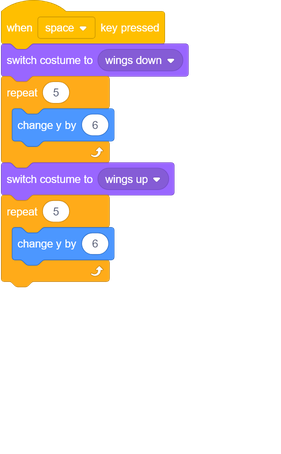 when space key pressed
switch costume to wings down
repeat 5
change y by 6
switch costume to wings up
repeat 5
change y by 6